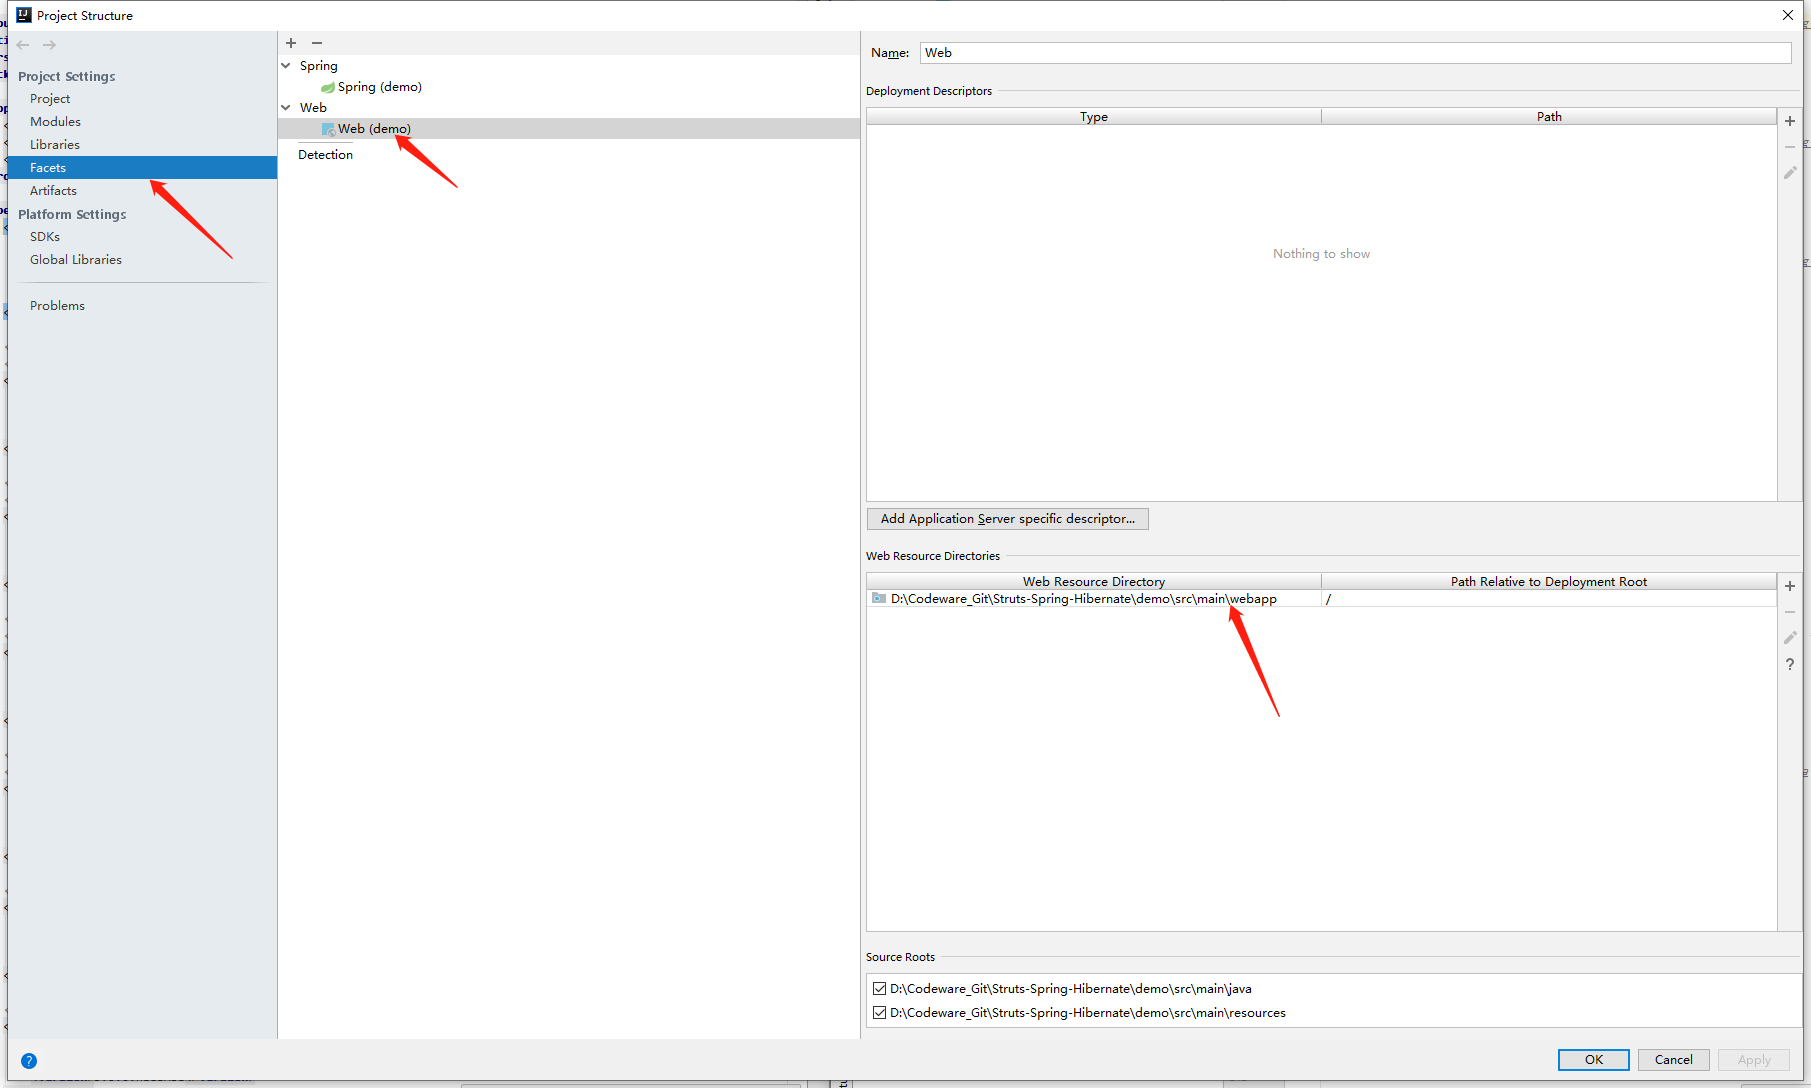 Project Structure
Project Settings
Project
Modules
Libraries
Facets
Artifacts
Platform Settings
SDKs
Global Libraries
Problems
Spring
Spring (demo)
Web
Web (demo)
Detection
Name: Web
Deployment Descriptors
Type Path
Nothing to show
Add Application Server specific descriptor...
Web Resource Directories
Web Resource Directory Path Relative to Deployment Root
D:\Codeware_Git\Struts-Spring-Hibernate\demo\src\main\webapp /
?
Source Roots
D:\Codeware_Git\Struts-Spring-Hibernate\demo\src\main\java
D:\Codeware_Git\Struts-Spring-Hibernate\demo\src\main\resources
? OK Cancel Apply